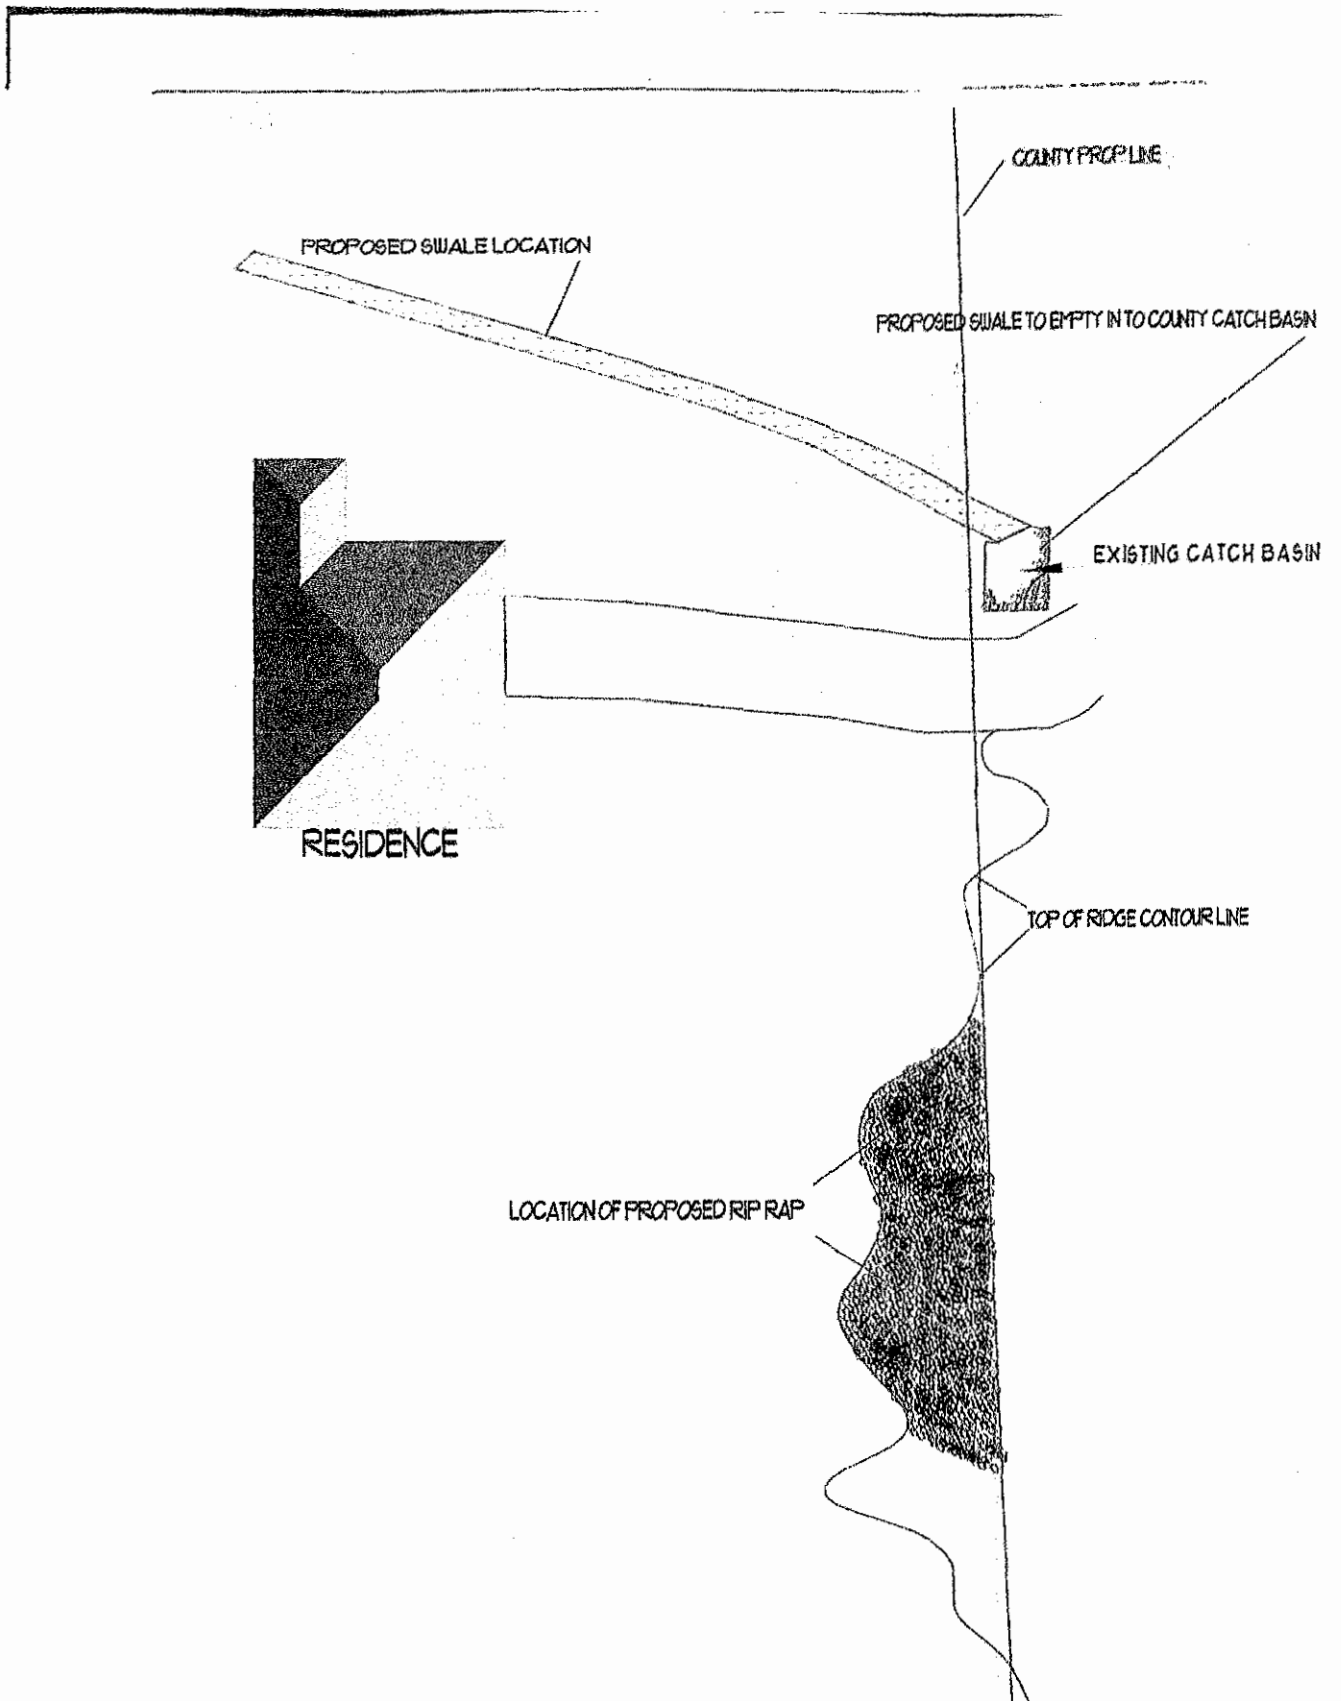 COUNTY PROP LINE
PROPOSED SWALE LOCATION
PROPOSED SWALE TO EMPTY IN TO COUNTY CATCH BASIN
EXISTING CATCH BASIN
RESIDENCE
TOP OF RIDGE CONTOUR LINE
LOCATION OF PROPOSED RIP RAP